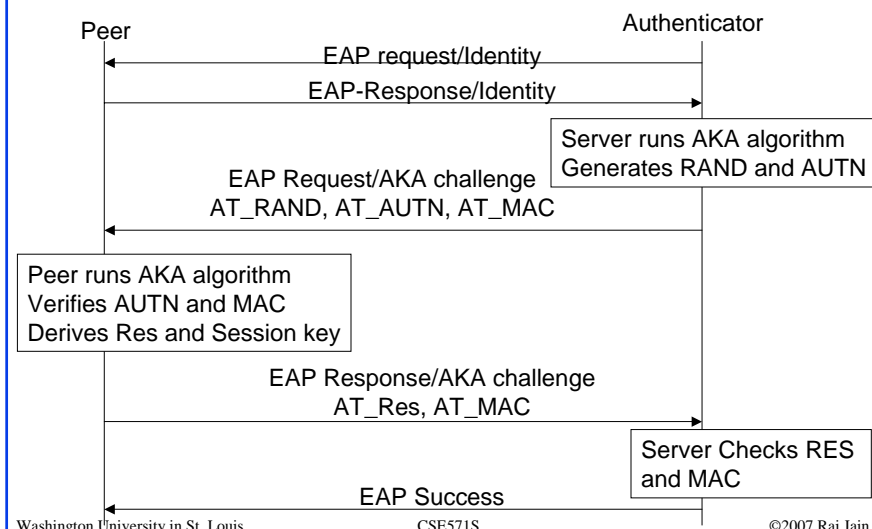 Peer
Authenticator
EAP request/Identity
EAP-Response/Identity
Server runs AKA algorithm
Generates RAND and AUTN
EAP Request/AKA challenge
AT_RAND, AT_AUTN, AT_MAC
Peer runs AKA algorithm
Verifies AUTN and MAC
Derives Res and Session key
EAP Response/AKA challenge
AT_Res, AT_MAC
Server Checks RES
and MAC
EAP Success
Washington University in St. Louis
CSE571S
©2007 Raj Jain